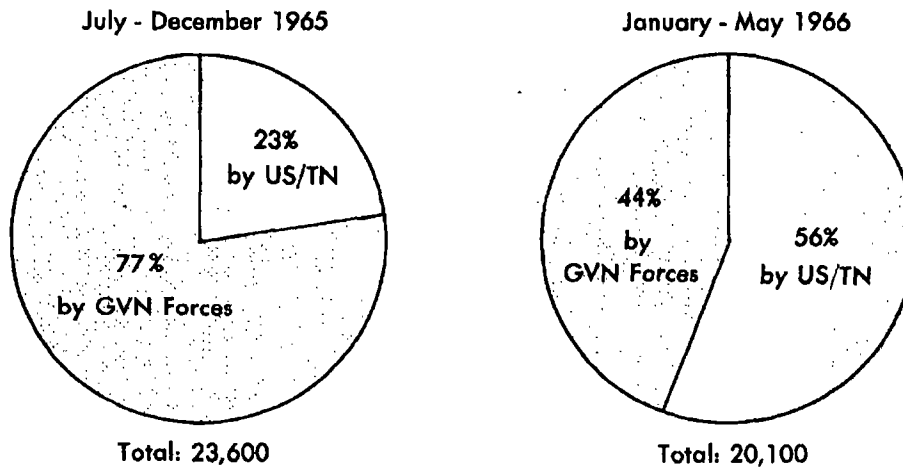 July - December 1965
23%
by US/TN
77%
by GVN Forces
Total: 23,600
January - May 1966
44%
by
GVN Forces
56%
by US/TN
Total: 20,100